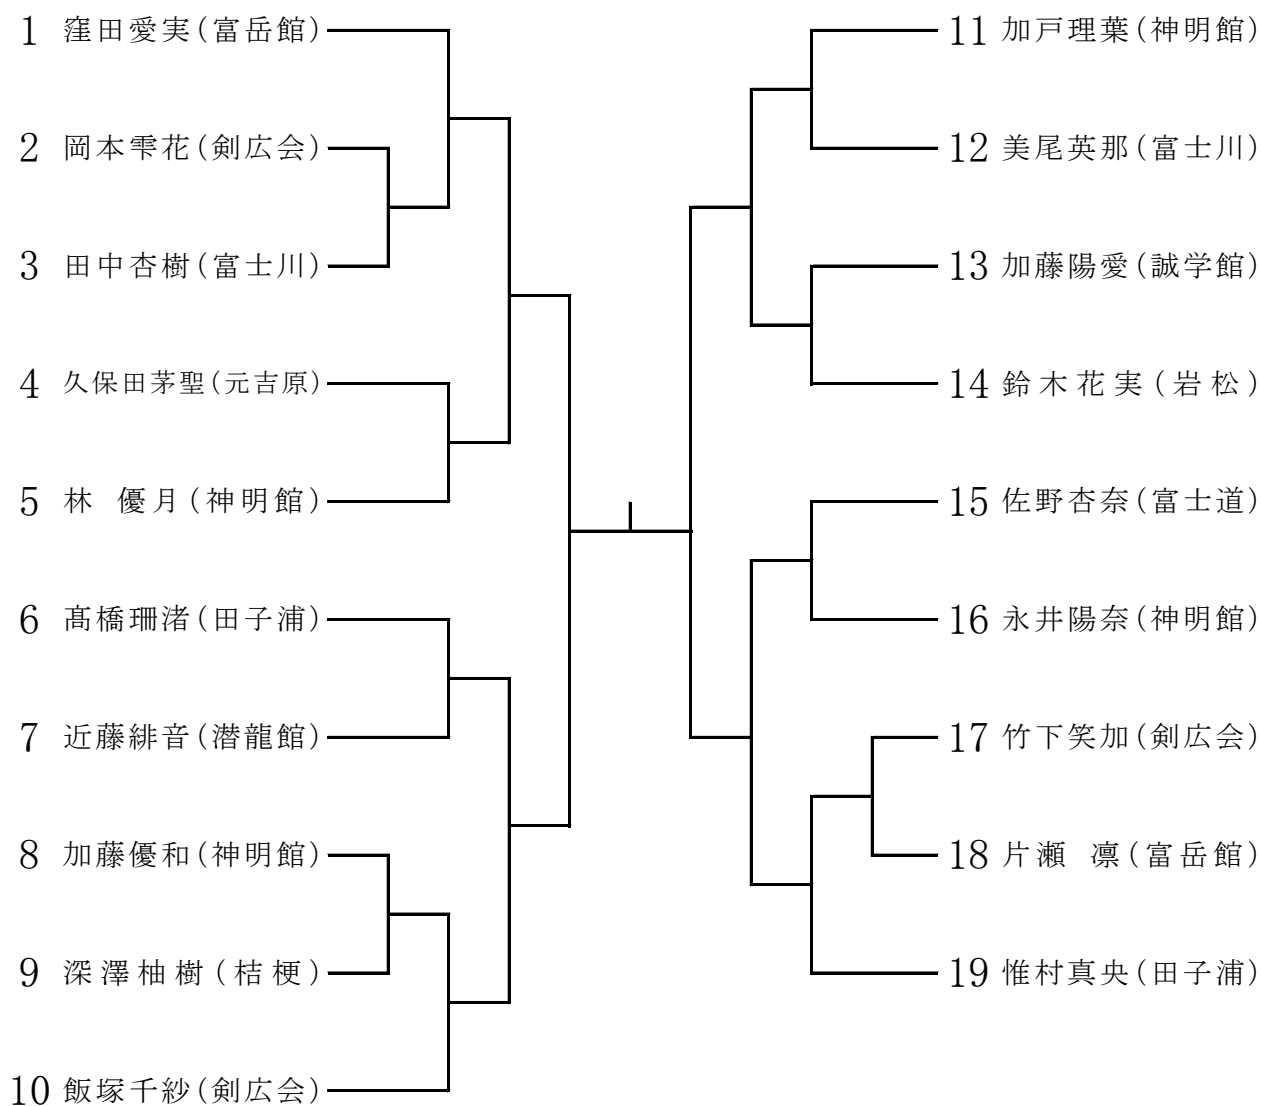 1 窪田愛実(富岳館)
2 岡本雫花(剣広会)
3 田中杏樹(富士川)
4 久保田茅聖(元吉原)
5 林 優月(神明館)
6 髙橋珊渚(田子浦)
7 近藤緋音(潜龍館)
8 加藤優和(神明館)
9 深澤柚樹(桔梗)
10 飯塚千紗(剣広会)
11 加戸理葉(神明館)
12 美尾英那(富士川)
13 加藤陽愛(誠学館)
14 鈴木花実(岩松)
15 佐野杏奈(富士道)
16 永井陽奈(神明館)
17 竹下笑加(剣広会)
18 片瀬 凛(富岳館)
19 惟村真央(田子浦)